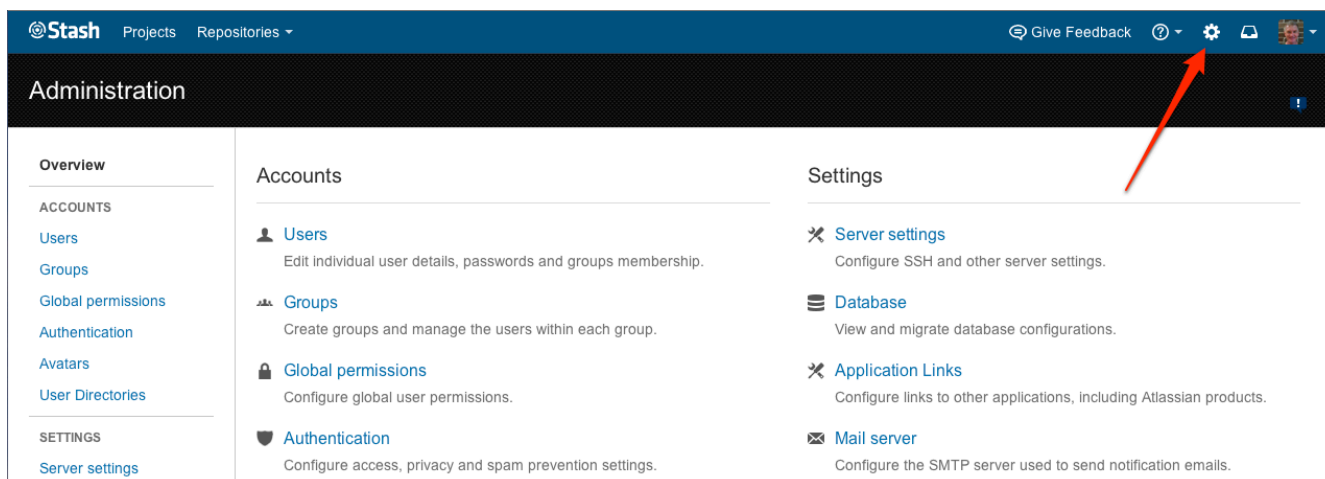 Stash Projects Repositories Give Feedback
Administration
Overview
ACCOUNTS
Users
Groups
Global permissions
Authentication
Avatars
User Directories
SETTINGS
Server settings
Accounts
Users
Edit individual user details, passwords and groups membership.
Groups
Create groups and manage the users within each group.
Global permissions
Configure global user permissions.
Authentication
Configure access, privacy and spam prevention settings.
Settings
Server settings
Configure SSH and other server settings.
Database
View and migrate database configurations.
Application Links
Configure links to other applications, including Atlassian products.
Mail server
Configure the SMTP server used to send notification emails.